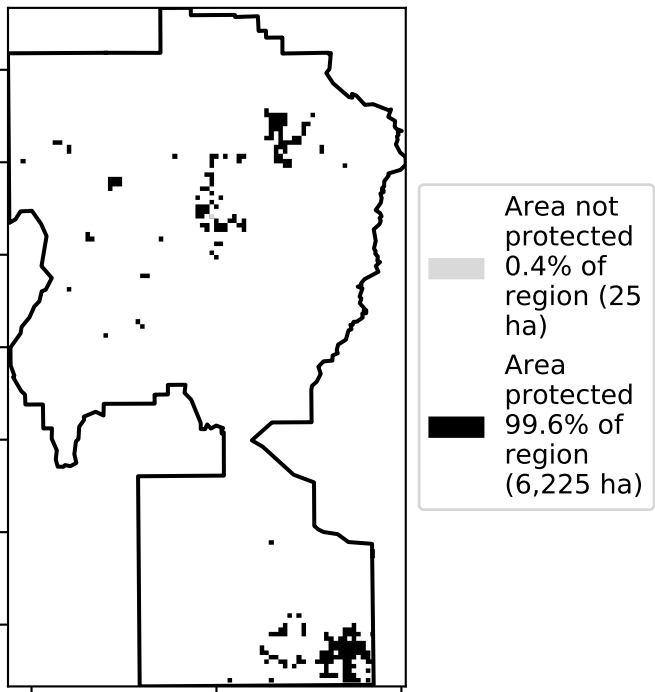 Area not
protected
0.4% of
region (25
ha)
Area
protected
99.6% of
region
(6,225 ha)